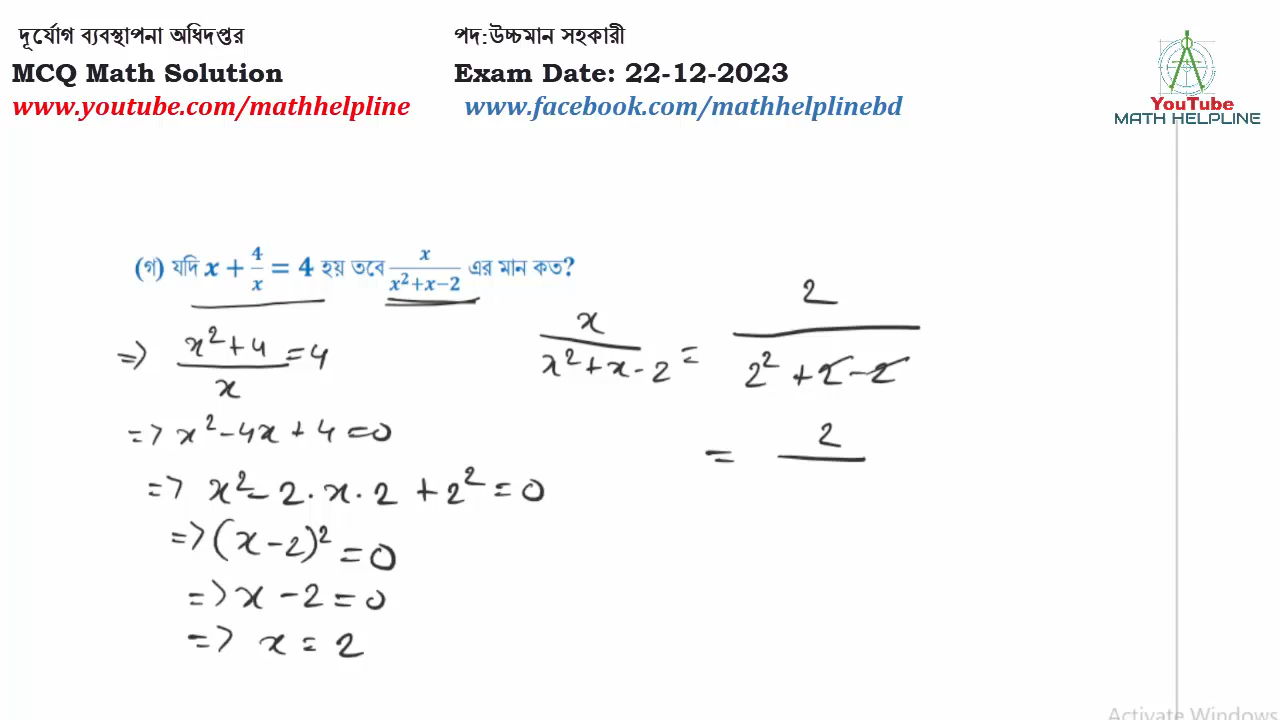 দূর্যোগ ব্যবস্থাপনা অধিদপ্তর
পদ:উচ্চমান সহকারী
MCQ Math Solution
Exam Date: 22-12-2023
www.youtube.com/mathhelpline
www.facebook.com/mathhelplinebd
YouTube
MATH HELPLINE
(গ) যদি x + 4/x = 4 হয় তবে x/(x²+x−2) এর মান কত?
=> (x² + 4)/x = 4
=> x² - 4x + 4 = 0
=> x² - 2 · x · 2 + 2² = 0
=> (x - 2)² = 0
=> x - 2 = 0
=> x = 2
x/(x² + x - 2) = 2/(2² + 2 - 2)
= 2/
Activate Windows